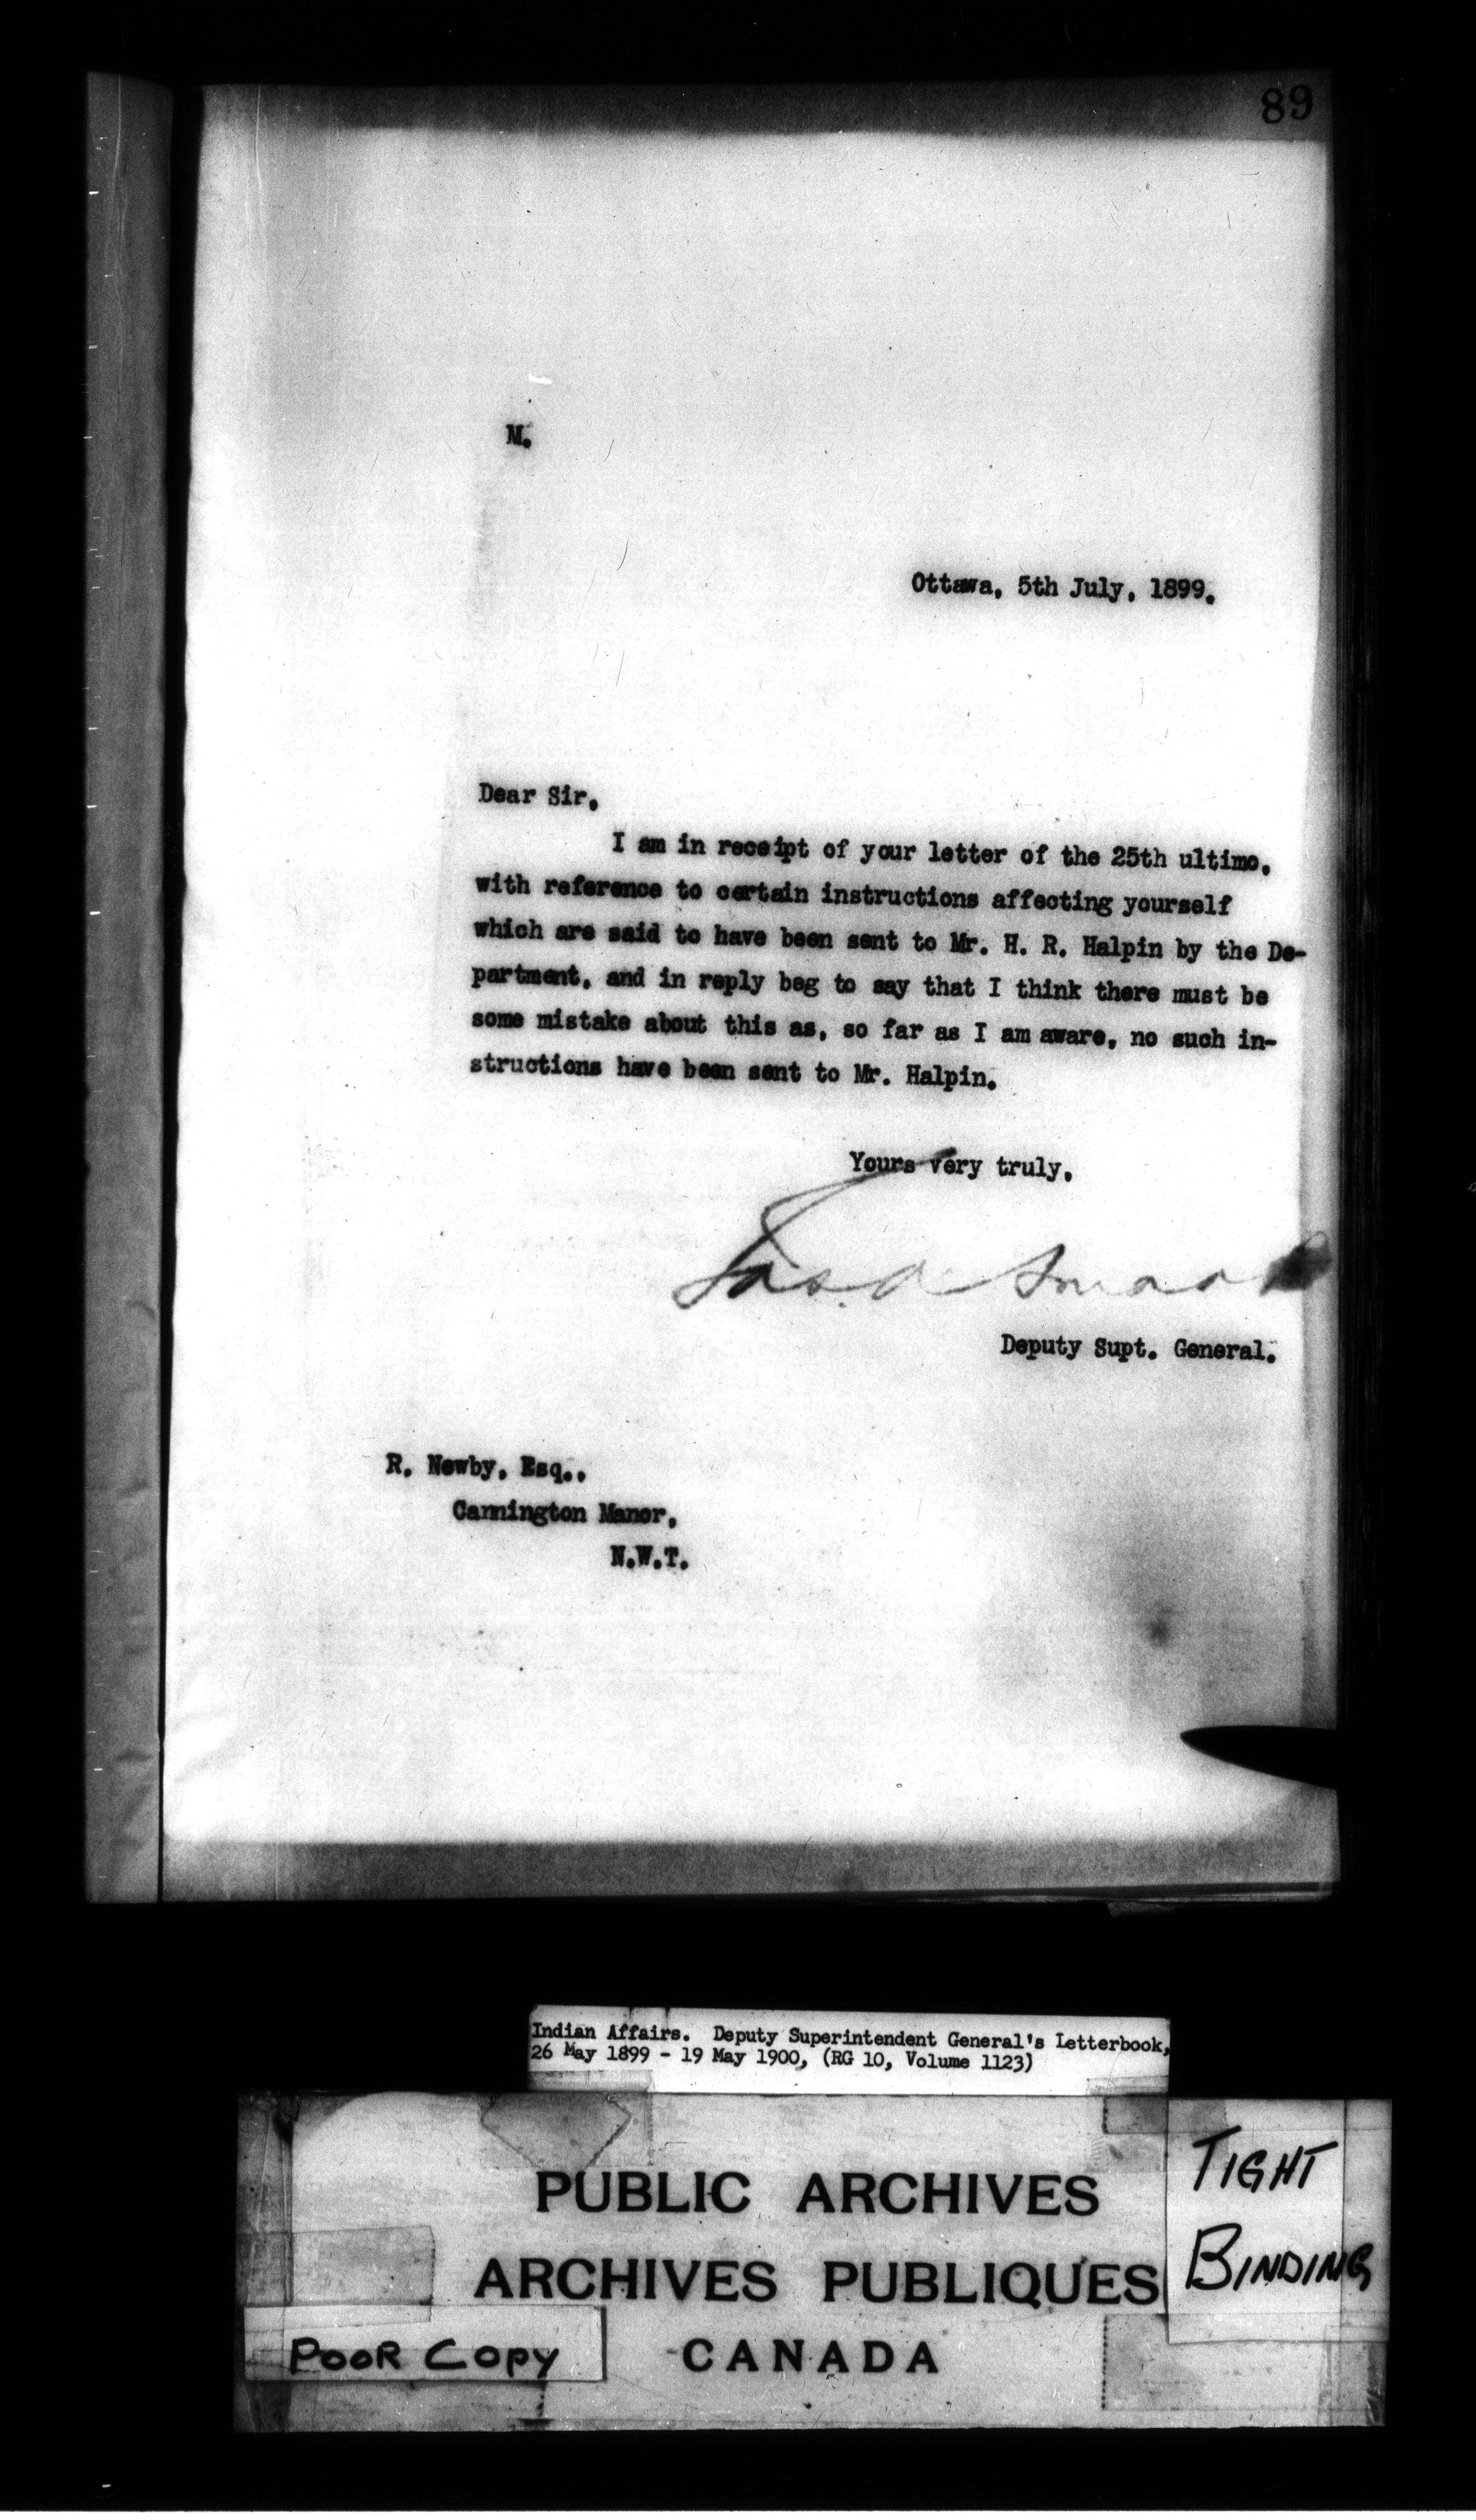 89
M.
Ottawa, 5th July, 1899.
Dear Sir,
I am in receipt of your letter of the 25th ultimo,
with reference to certain instructions affecting yourself
which are said to have been sent to Mr. H. R. Halpin by the De-
partment, and in reply beg to say that I think there must be
some mistake about this as, so far as I am aware, no such in-
structions have been sent to Mr. Halpin.
Yours very truly,
Jas. A. Smart
Deputy Supt. General.
R. Newby, Esq.,
Cannington Manor,
N.W.T.
Indian Affairs. Deputy Superintendent General's Letterbook,
26 May 1899 - 19 May 1900, (RG 10, Volume 1123)
PUBLIC ARCHIVES
ARCHIVES PUBLIQUES
CANADA
TIGHT
BINDING
POOR COPY